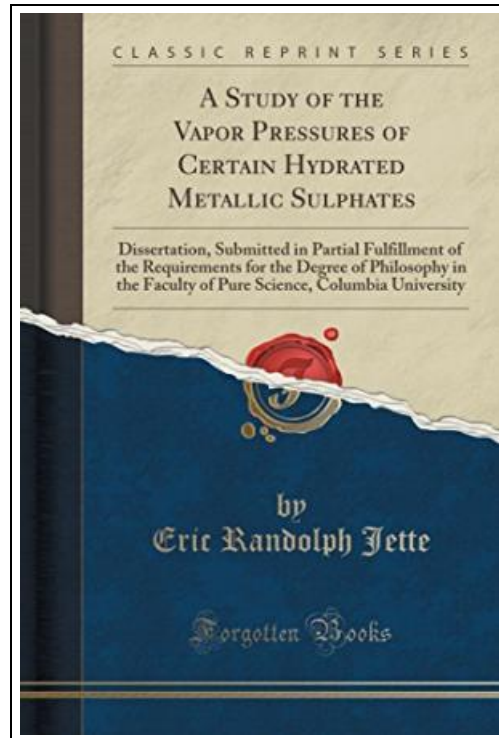 CLASSIC REPRINT SERIES
A STUDY OF THE
VAPOR PRESSURES OF
CERTAIN HYDRATED
METALLIC SULPHATES
Dissertation, Submitted in Partial Fulfillment of
the Requirements for the Degree of Philosophy in
the Faculty of Pure Science, Columbia University
by
Eric Randolph Jette
Forgotten Books